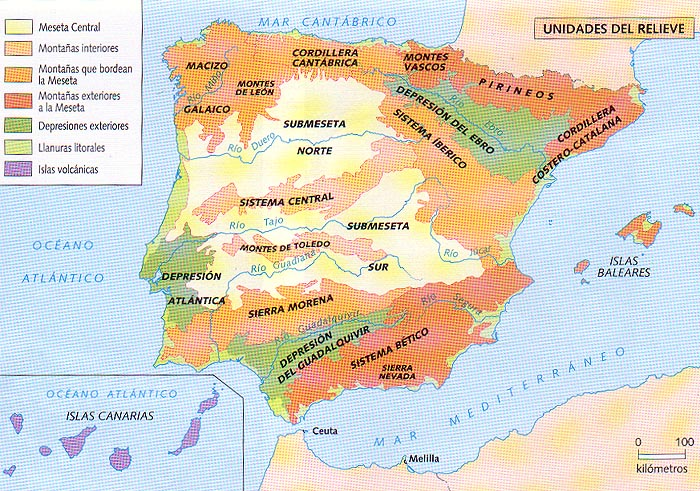 MAR CANTÁBRICO
UNIDADES DEL RELIEVE
Meseta Central
Montañas interiores
Montañas que bordean
la Meseta
Montañas exteriores
a la Meseta
Depresiones exteriores
Llanuras litorales
Islas volcánicas
MACIZO
GALAICO
Río Miño
MONTES
DE LEÓN
CORDILLERA
CANTÁBRICA
MONTES
VASCOS
PIRINEOS
DEPRESIÓN DEL EBRO
Río Ebro
CORDILLERA
COSTERO-CATALANA
SISTEMA IBÉRICO
SUBMESETA
NORTE
Río Duero
SISTEMA CENTRAL
Río Tajo
SUBMESETA
SUR
MONTES DE TOLEDO
Río Guadiana
Río Júcar
ISLAS
BALEARES
OCÉANO
ATLÁNTICO
DEPRESIÓN
ATLÁNTICA
SIERRA MORENA
Río Guadalquivir
DEPRESIÓN
DEL GUADALQUIVIR
Río Segura
SISTEMA BÉTICO
SIERRA
NEVADA
MAR MEDITERRÁNEO
OCÉANO ATLÁNTICO
ISLAS CANARIAS
Ceuta
Melilla
0 100
kilómetros